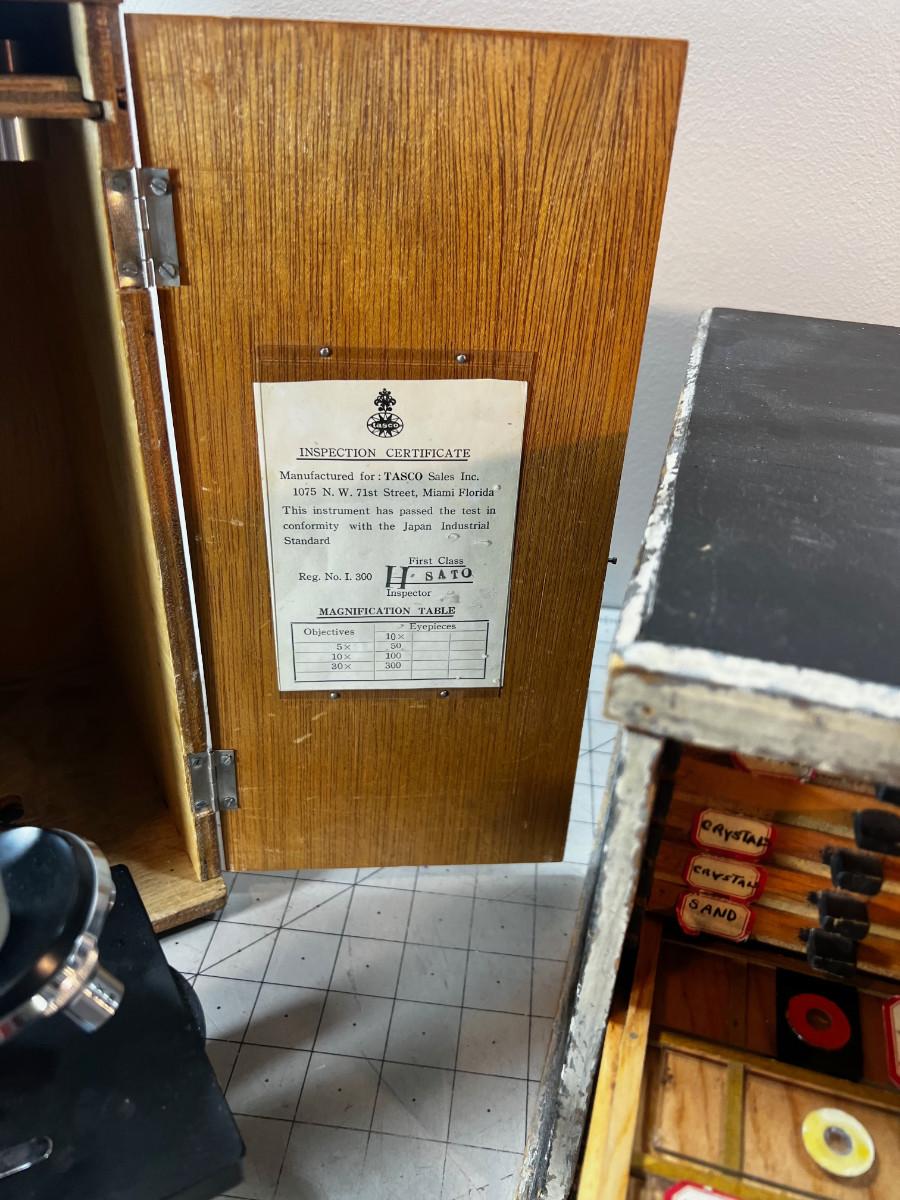 tasco
INSPECTION CERTIFICATE
Manufactured for : TASCO Sales Inc.
1075 N. W. 71st Street, Miami Florida
This instrument has passed the test in
conformity with the Japan Industrial
Standard
First Class
Reg. No. I. 300 H. SATO
Inspector
MAGNIFICATION TABLE
Objectives Eyepieces
10×
5× 50
10× 100
30× 300
CRYSTAL
CRYSTAL
SAND